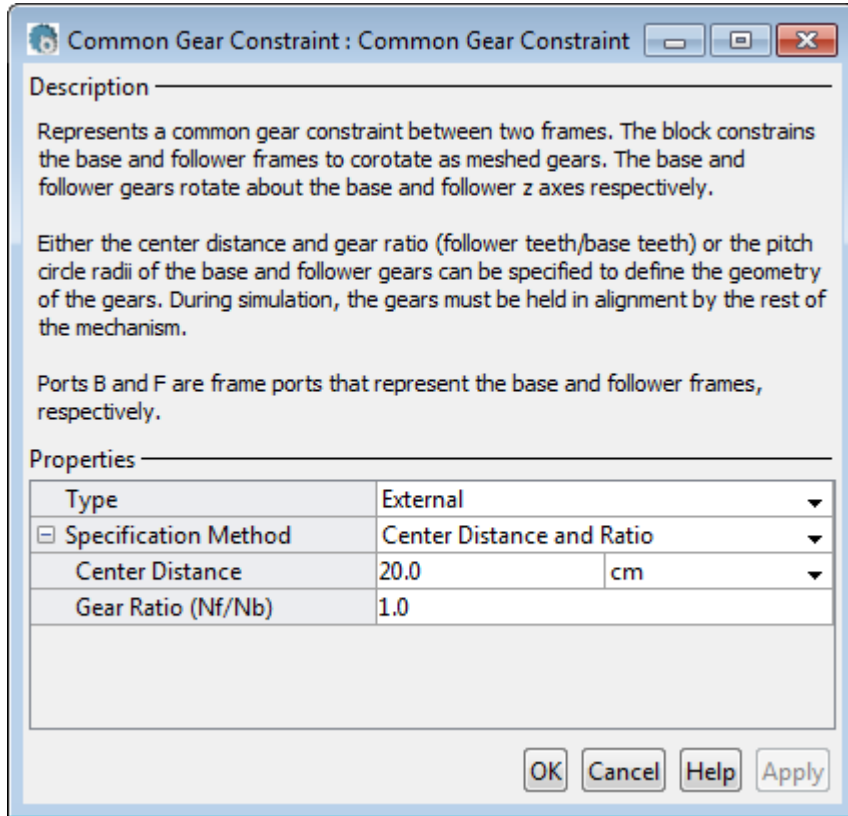 Common Gear Constraint : Common Gear Constraint
Description
Represents a common gear constraint between two frames. The block constrains
the base and follower frames to corotate as meshed gears. The base and
follower gears rotate about the base and follower z axes respectively.
Either the center distance and gear ratio (follower teeth/base teeth) or the pitch
circle radii of the base and follower gears can be specified to define the geometry
of the gears. During simulation, the gears must be held in alignment by the rest of
the mechanism.
Ports B and F are frame ports that represent the base and follower frames,
respectively.
Properties
Type External
Specification Method Center Distance and Ratio
Center Distance 20.0 cm
Gear Ratio (Nf/Nb) 1.0
OK Cancel Help Apply